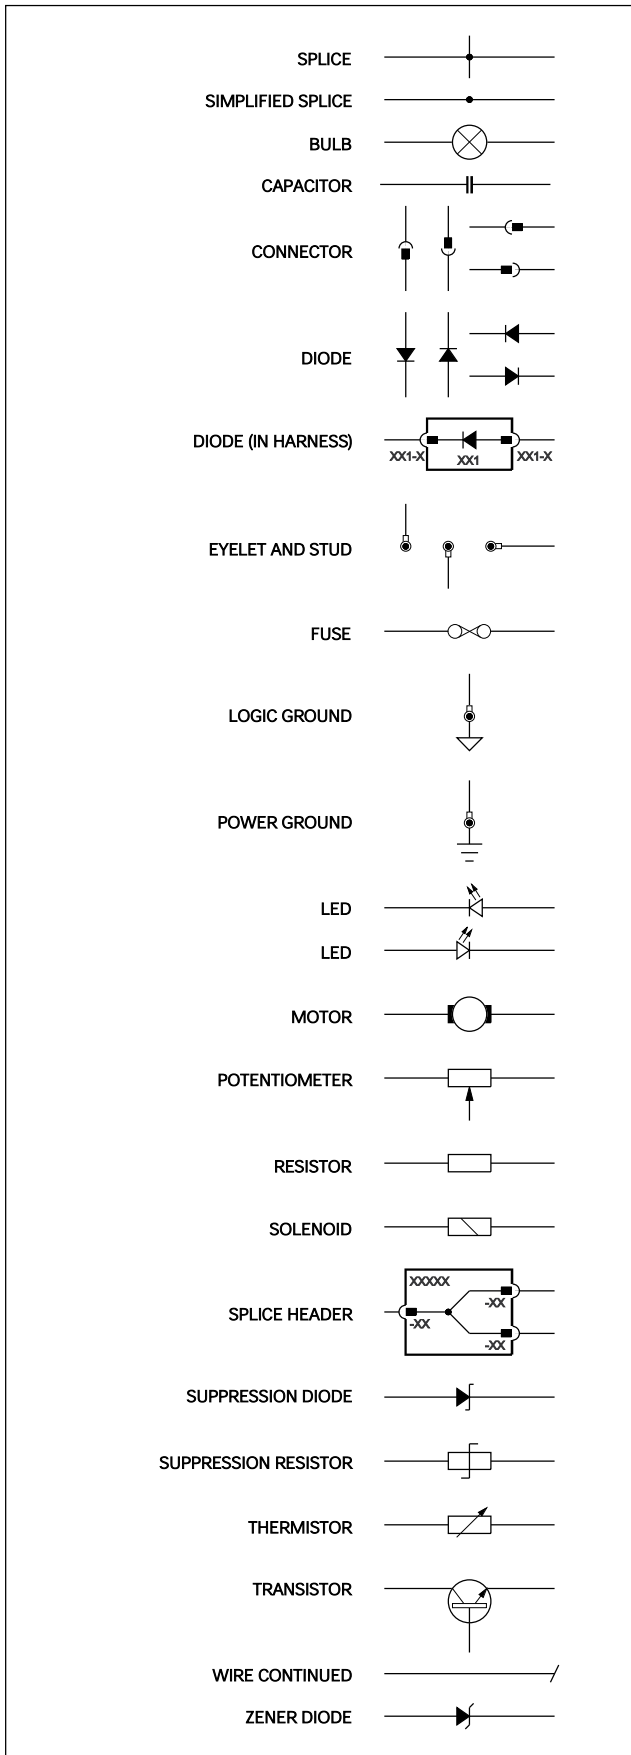 SPLICE
SIMPLIFIED SPLICE
BULB
CAPACITOR
CONNECTOR
DIODE
DIODE (IN HARNESS)
XX1-X XX1 XX1-X
EYELET AND STUD
FUSE
LOGIC GROUND
POWER GROUND
LED
LED
MOTOR
POTENTIOMETER
RESISTOR
SOLENOID
XXXXX
-XX
SPLICE HEADER
-XX
-XX
SUPPRESSION DIODE
SUPPRESSION RESISTOR
THERMISTOR
TRANSISTOR
WIRE CONTINUED
ZENER DIODE